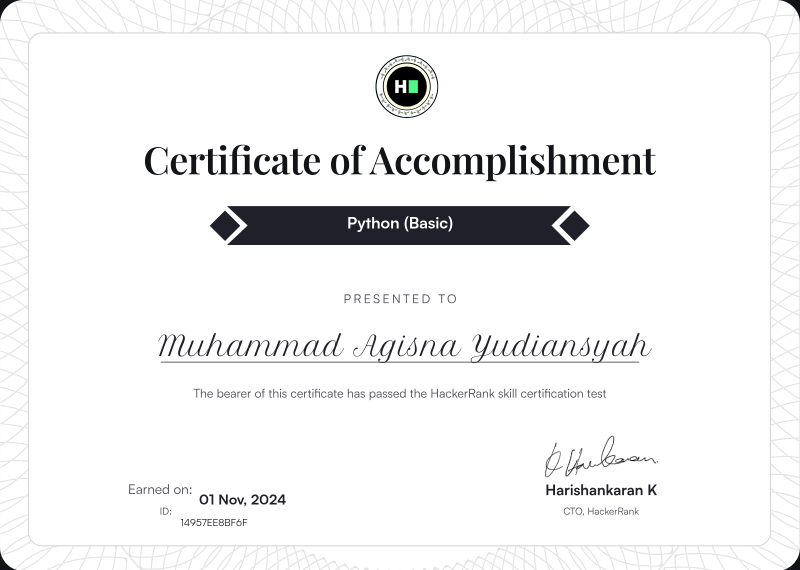 H
Certificate of Accomplishment
Python (Basic)
PRESENTED TO
Muhammad Agisna Yudiansyah
The bearer of this certificate has passed the HackerRank skill certification test
Earned on: 01 Nov, 2024
ID: 14957EE8BF6F
Harishankaran K
CTO, HackerRank